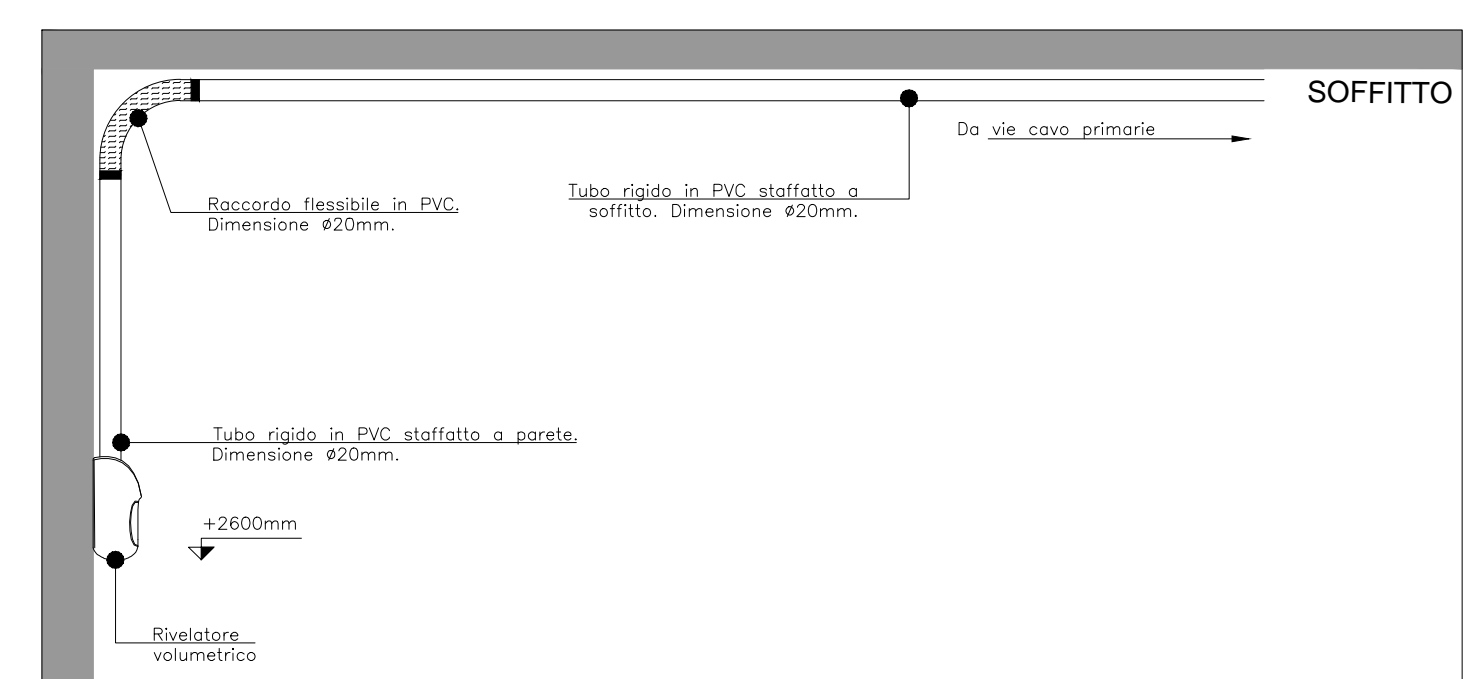 SOFFITTO
Da vie cavo primarie
Tubo rigido in PVC staffatto a
soffitto. Dimensione ø20mm.
Raccordo flessibile in PVC.
Dimensione ø20mm.
Tubo rigido in PVC staffatto a parete.
Dimensione ø20mm.
+2600mm
Rivelatore
volumetrico